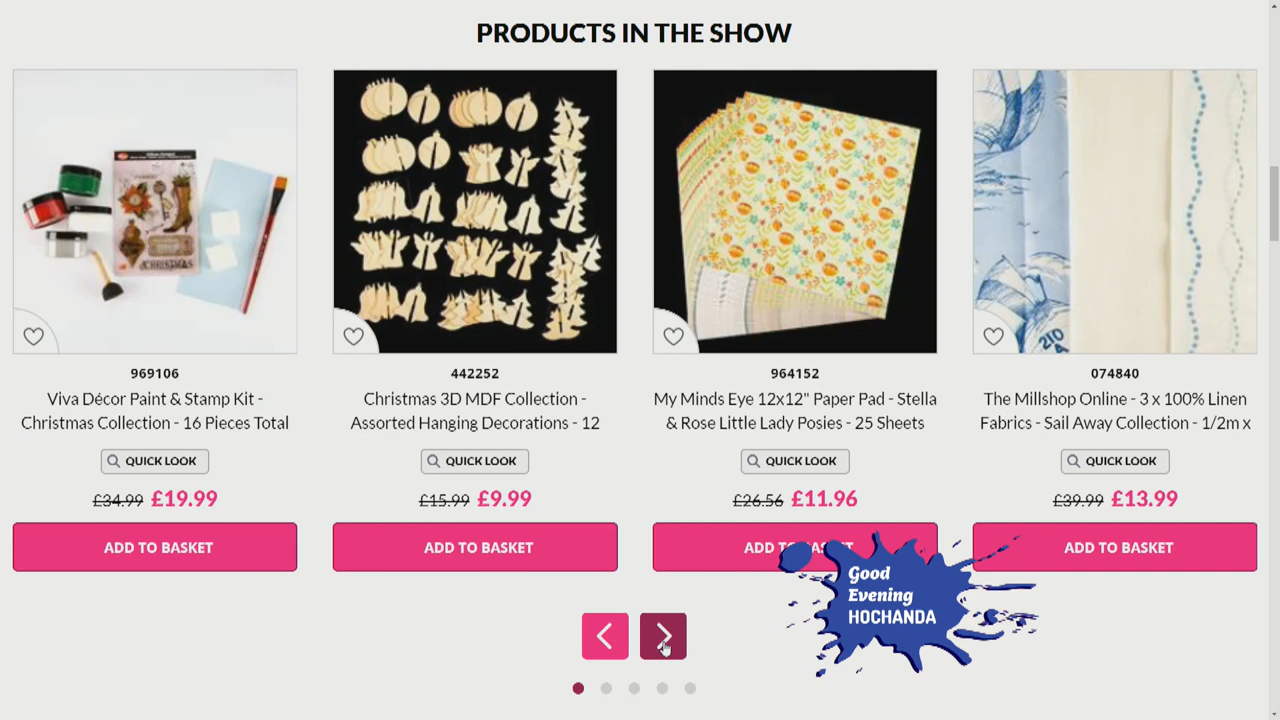 PRODUCTS IN THE SHOW
969106
Viva Décor Paint & Stamp Kit -
Christmas Collection - 16 Pieces Total
QUICK LOOK
£34.99 £19.99
ADD TO BASKET
442252
Christmas 3D MDF Collection -
Assorted Hanging Decorations - 12
QUICK LOOK
£15.99 £9.99
ADD TO BASKET
964152
My Minds Eye 12x12" Paper Pad - Stella
& Rose Little Lady Posies - 25 Sheets
QUICK LOOK
£26.56 £11.96
ADD TO BASKET
074840
The Millshop Online - 3 x 100% Linen
Fabrics - Sail Away Collection - 1/2m x
QUICK LOOK
£39.99 £13.99
ADD TO BASKET
Good
Evening
HOCHANDA
CHRISTMAS
210